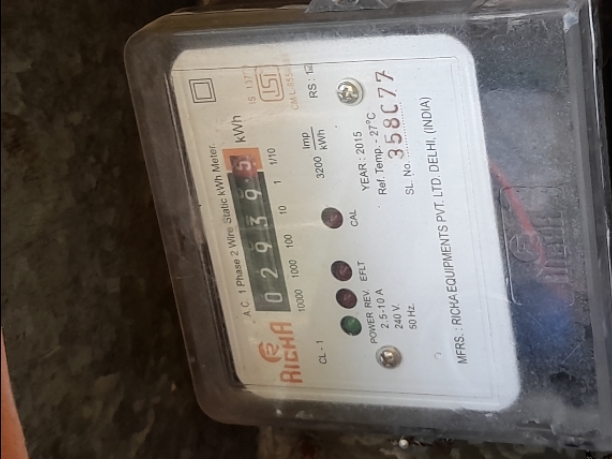 A.C. 1 Phase 2 Wire Static kWh Meter
RICHA
0 2 9 3 9 5 kWh
10000 1000 100 10 1 1/10
CL - 1
3200 Imp/kWh
RS :
POWER REV. EFLT CAL
2.5-10 A
240 V.
50 Hz.
YEAR : 2015
Ref. Temp. - 27°C
SL. No. 358C77
MFRS. : RICHA EQUIPMENTS PVT. LTD. DELHI, (INDIA)